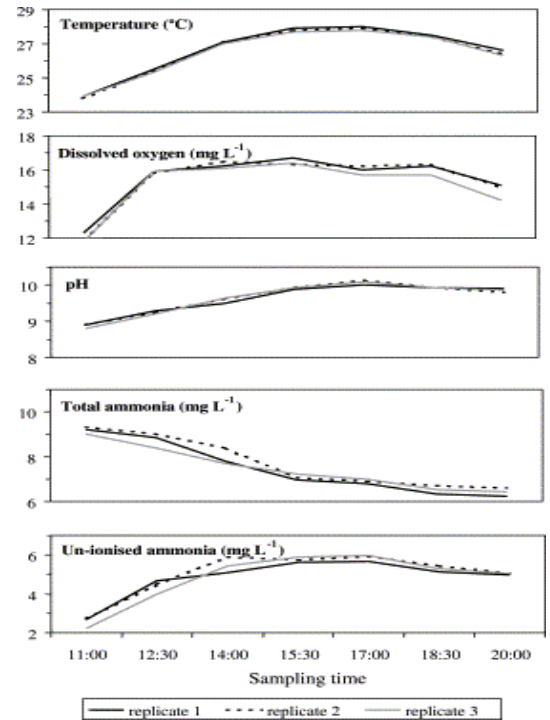 29
Temperature (ºC)
27
25
23
18
Dissolved oxygen (mg L-1)
16
14
12
10
pH
9
8
10
Total ammonia (mg L-1)
8
6
6
Un-ionised ammonia (mg L-1)
4
2
11:00 12:30 14:00 15:30 17:00 18:30 20:00
Sampling time
replicate 1 replicate 2 replicate 3